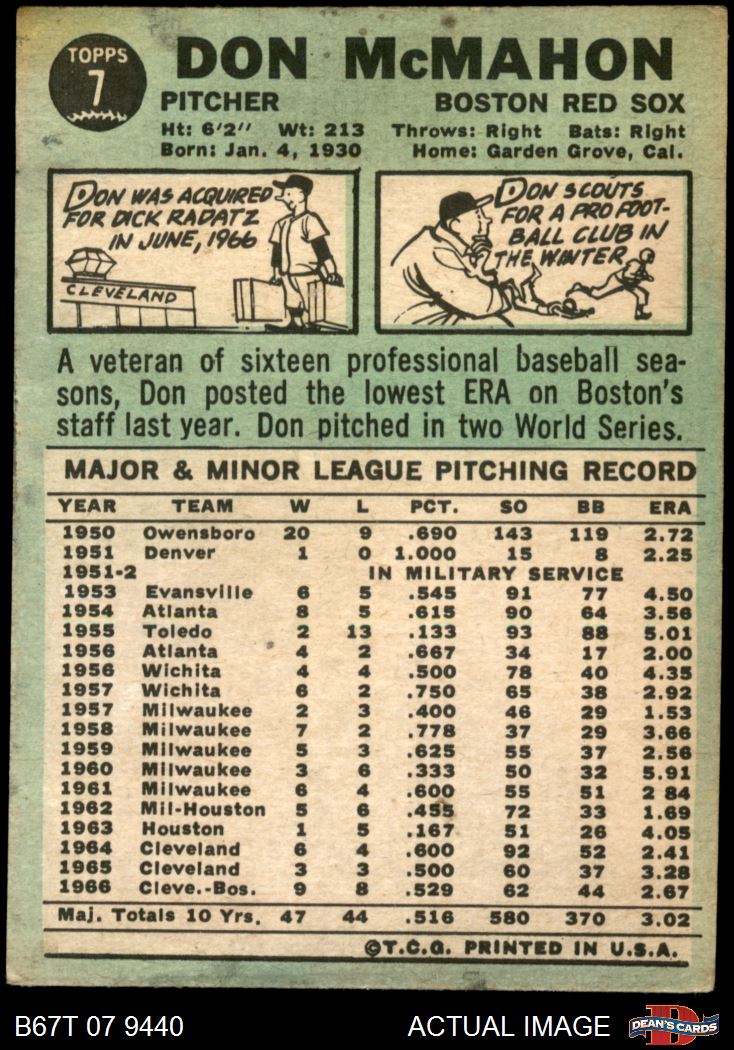 TOPPS
7
DON McMAHON
PITCHER BOSTON RED SOX
Ht: 6'2" Wt: 213 Throws: Right Bats: Right
Born: Jan. 4, 1930 Home: Garden Grove, Cal.
DON WAS ACQUIRED
FOR DICK RADATZ
IN JUNE, 1966
CLEVELAND
DON SCOUTS
FOR A PRO FOOT-
BALL CLUB IN
THE WINTER
A veteran of sixteen professional baseball sea-
sons, Don posted the lowest ERA on Boston's
staff last year. Don pitched in two World Series.
MAJOR & MINOR LEAGUE PITCHING RECORD
YEAR TEAM W L PCT. SO BB ERA
1950 Owensboro 20 9 .690 143 119 2.72
1951 Denver 1 0 1.000 15 8 2.25
1951-2 IN MILITARY SERVICE
1953 Evansville 6 5 .545 91 77 4.50
1954 Atlanta 8 5 .615 90 64 3.56
1955 Toledo 2 13 .133 93 88 5.01
1956 Atlanta 4 2 .667 34 17 2.00
1956 Wichita 4 4 .500 78 40 4.35
1957 Wichita 6 2 .750 65 38 2.92
1957 Milwaukee 2 3 .400 46 29 1.53
1958 Milwaukee 7 2 .778 37 29 3.66
1959 Milwaukee 5 3 .625 55 37 2.56
1960 Milwaukee 3 6 .333 50 32 5.91
1961 Milwaukee 6 4 .600 55 51 2 84
1962 Mil-Houston 5 6 .455 72 33 1.69
1963 Houston 1 5 .167 51 26 4.05
1964 Cleveland 6 4 .600 92 52 2.41
1965 Cleveland 3 3 .500 60 37 3.28
1966 Cleve.-Bos. 9 8 .529 62 44 2.67
Maj. Totals 10 Yrs. 47 44 .516 580 370 3.02
©T.C.G. PRINTED IN U.S.A.
B67T 07 9440 ACTUAL IMAGE
D
DEAN'S CARDS